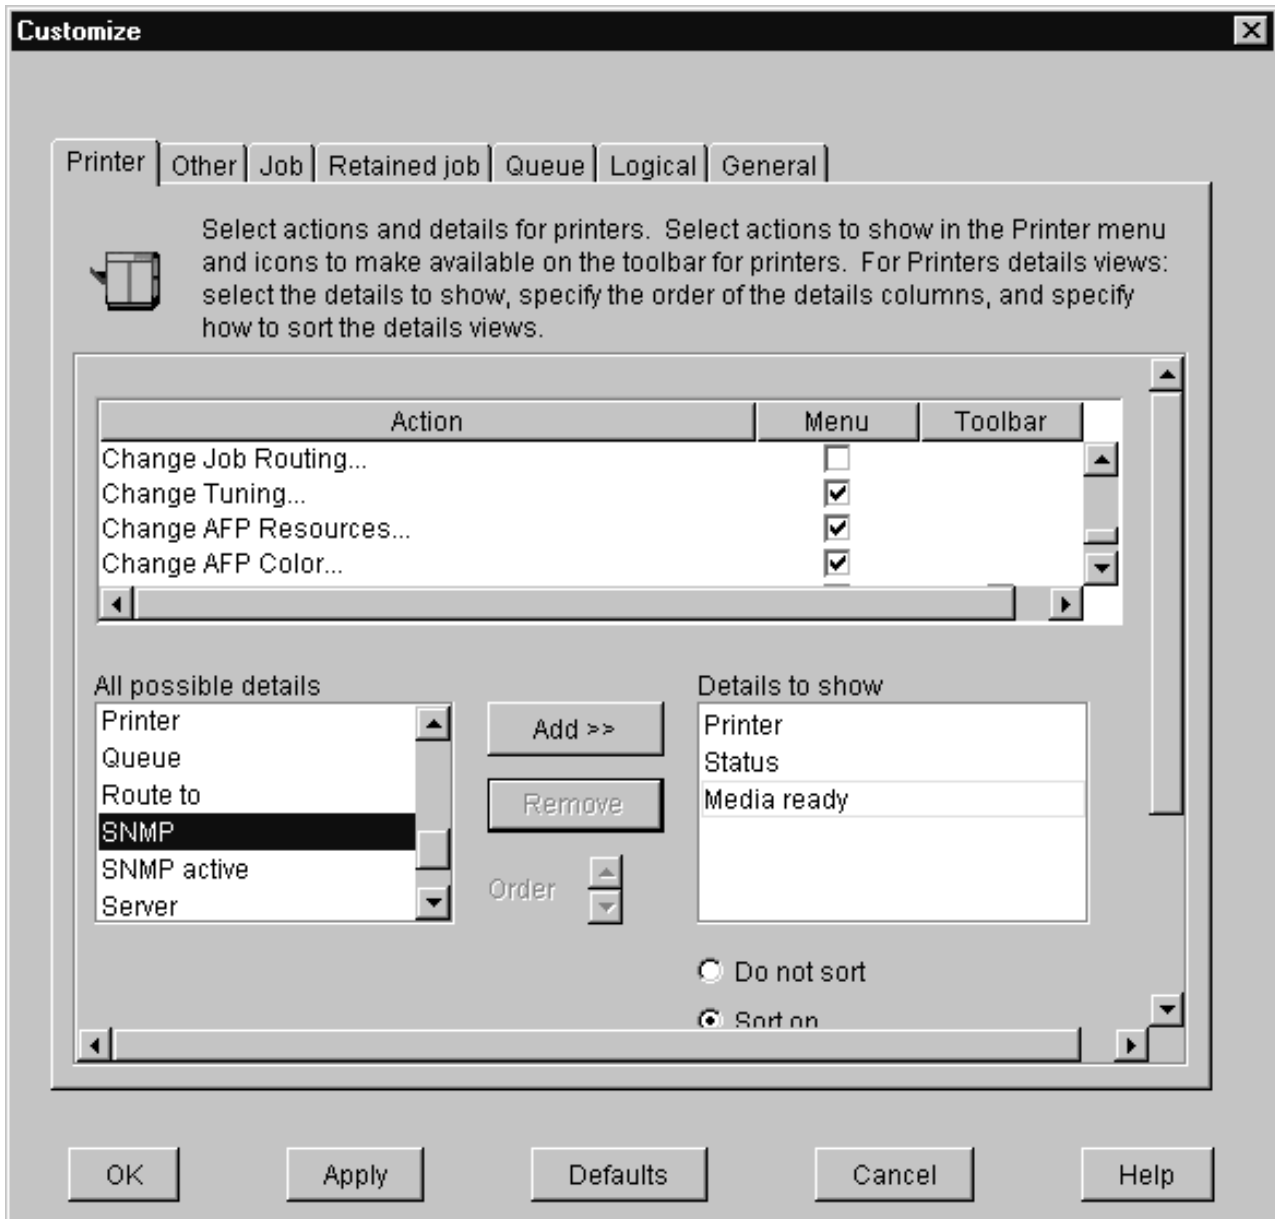 Customize
Printer Other Job Retained job Queue Logical General
Select actions and details for printers. Select actions to show in the Printer menu
and icons to make available on the toolbar for printers. For Printers details views:
select the details to show, specify the order of the details columns, and specify
how to sort the details views.
Action Menu Toolbar
Change Job Routing...
Change Tuning...
Change AFP Resources...
Change AFP Color...
All possible details
Printer
Queue
Route to
SNMP
SNMP active
Server
Add >>
Remove
Order
Details to show
Printer
Status
Media ready
Do not sort
Sort on
OK Apply Defaults Cancel Help